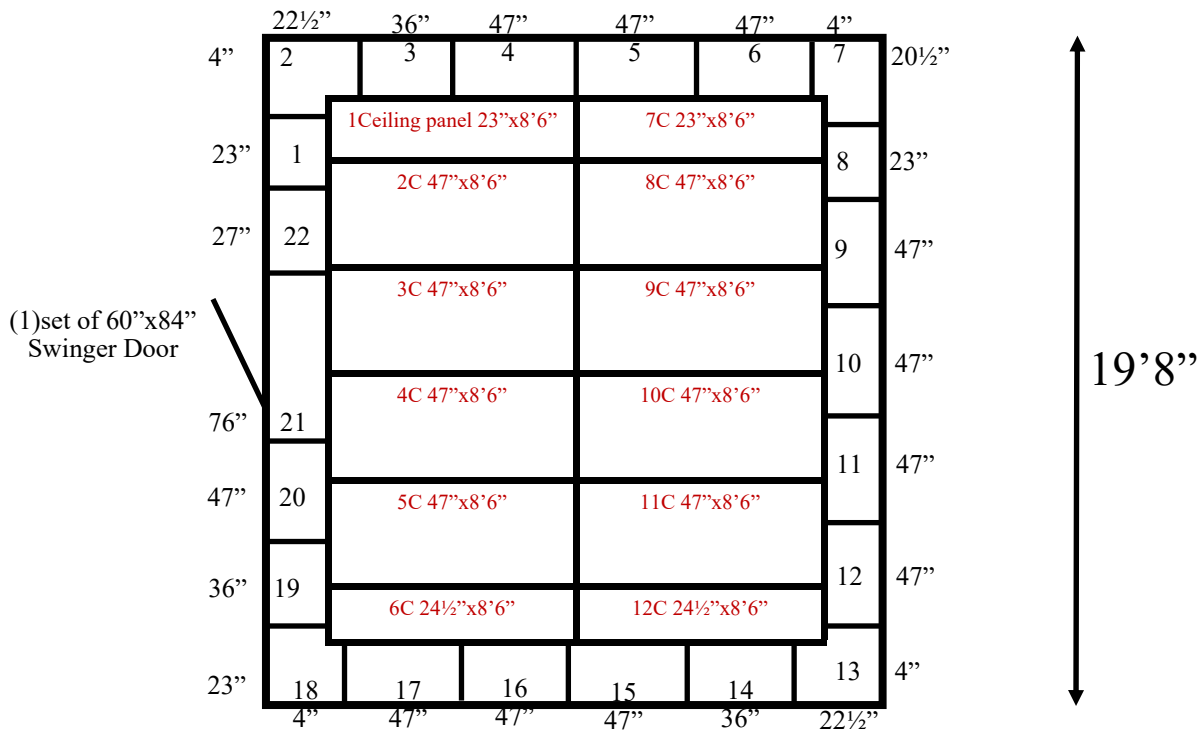 22½” 36” 47” 47” 47” 4”
4” 2 3 4 5 6 7 20½”
1Ceiling panel 23”x8’6” 7C 23”x8’6”
23” 1 8 23”
2C 47”x8’6” 8C 47”x8’6”
27” 22 9 47”
3C 47”x8’6” 9C 47”x8’6”
(1)set of 60”x84”
Swinger Door
10 47”
19’8”
4C 47”x8’6” 10C 47”x8’6”
76” 21
11 47”
47” 20
5C 47”x8’6” 11C 47”x8’6”
36” 19 12 47”
6C 24½”x8’6” 12C 24½”x8’6”
13 4”
23” 18 17 16 15 14
4” 47” 47” 47” 36” 22½”